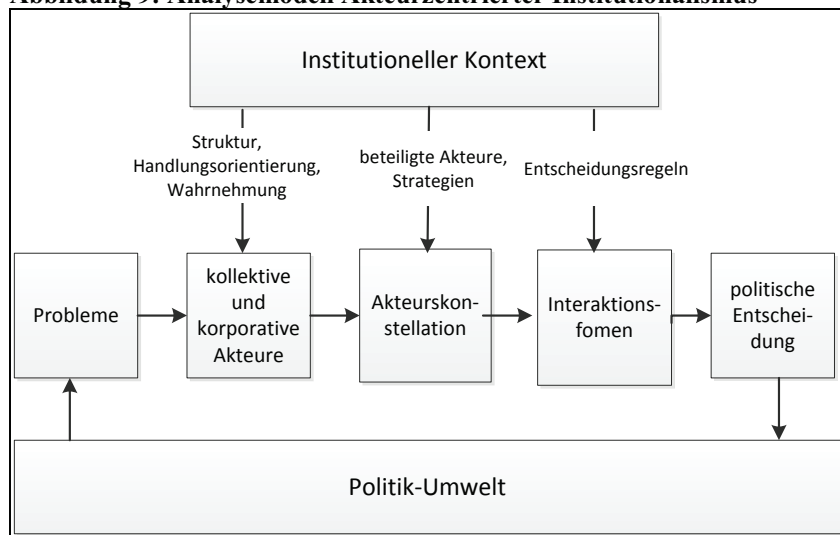 Abbildung 9: Analysemodell Akteurzentrierter Institutionalismus
Institutioneller Kontext
Struktur,
Handlungsorientierung,
Wahrnehmung
beteiligte Akteure,
Strategien
Entscheidungsregeln
Probleme
kollektive
und
korporative
Akteure
Akteurskon-
stellation
Interaktions-
fomen
politische
Entschei-
dung
Politik-Umwelt